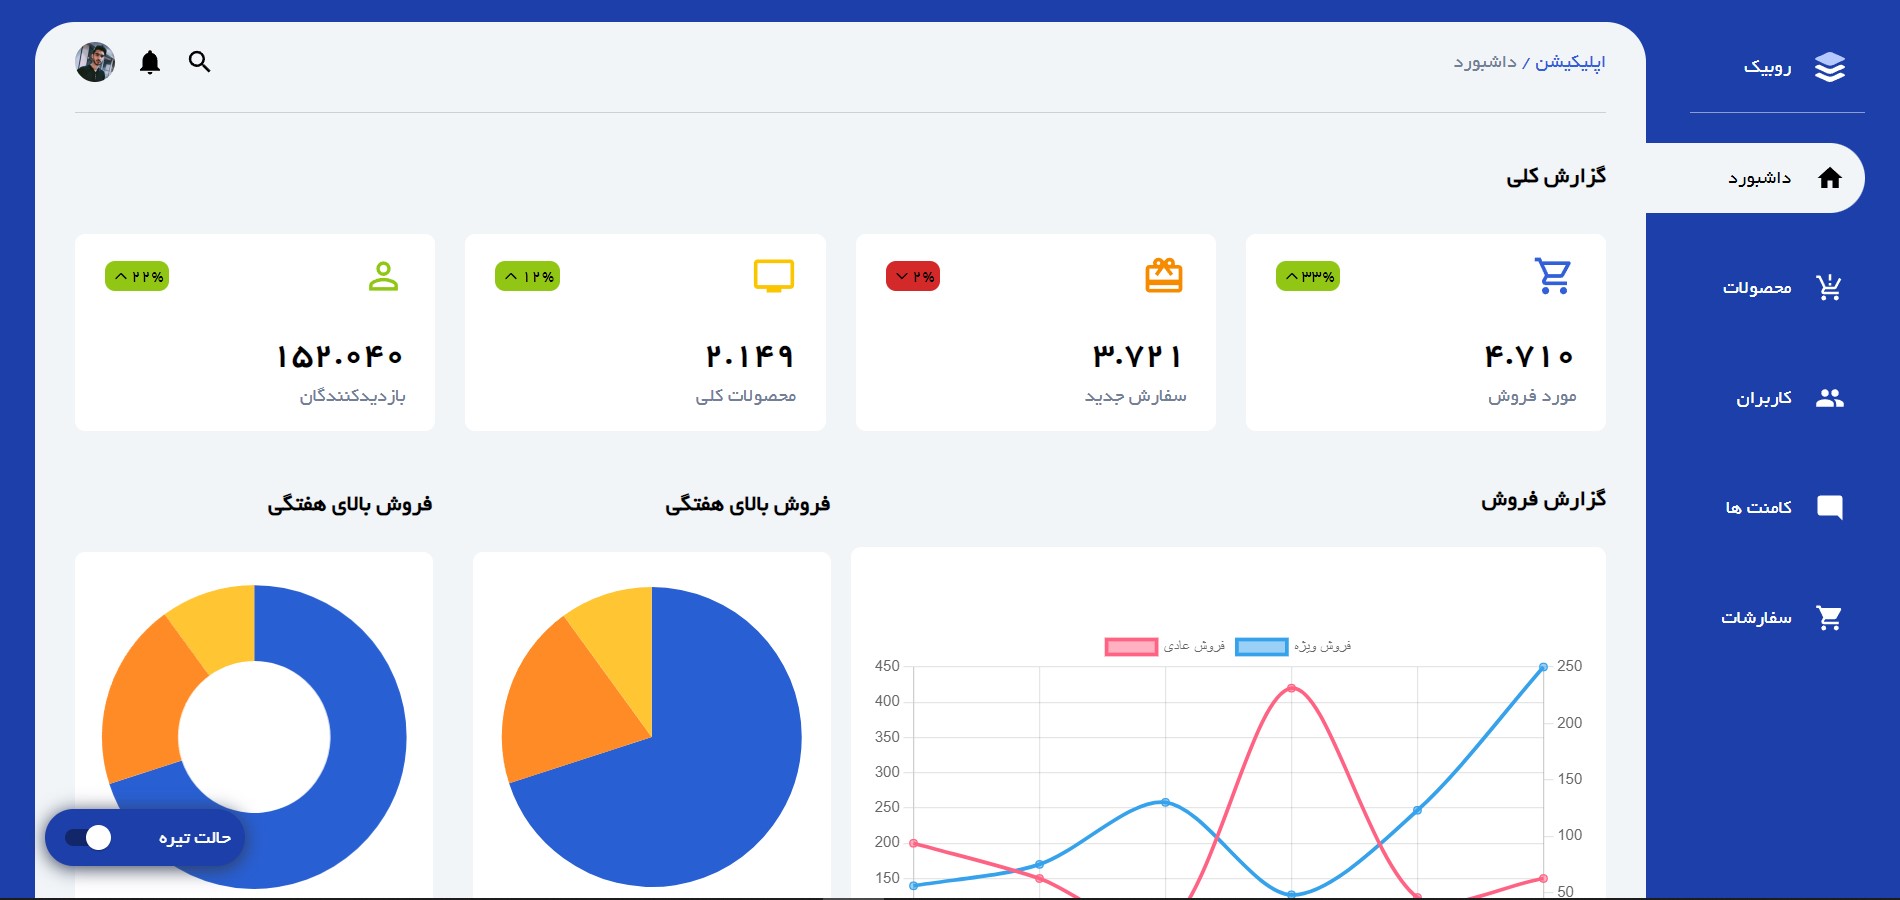 روبیک
داشبورد
محصولات
کاربران
کامنت ها
سفارشات
اپلیکیشن / داشبورد
گزارش کلی
۳۳%
۴.۷۱۰
مورد فروش
۲%
۳.۷۲۱
سفارش جدید
۱۲%
۲.۱۴۹
محصولات کلی
۲۲%
۱۵۲.۰۴۰
بازدیدکنندگان
گزارش فروش
فروش ویژه
فروش عادی
450
400
350
300
250
200
150
250
200
150
100
50
فروش بالای هفتگی
فروش بالای هفتگی
حالت تیره